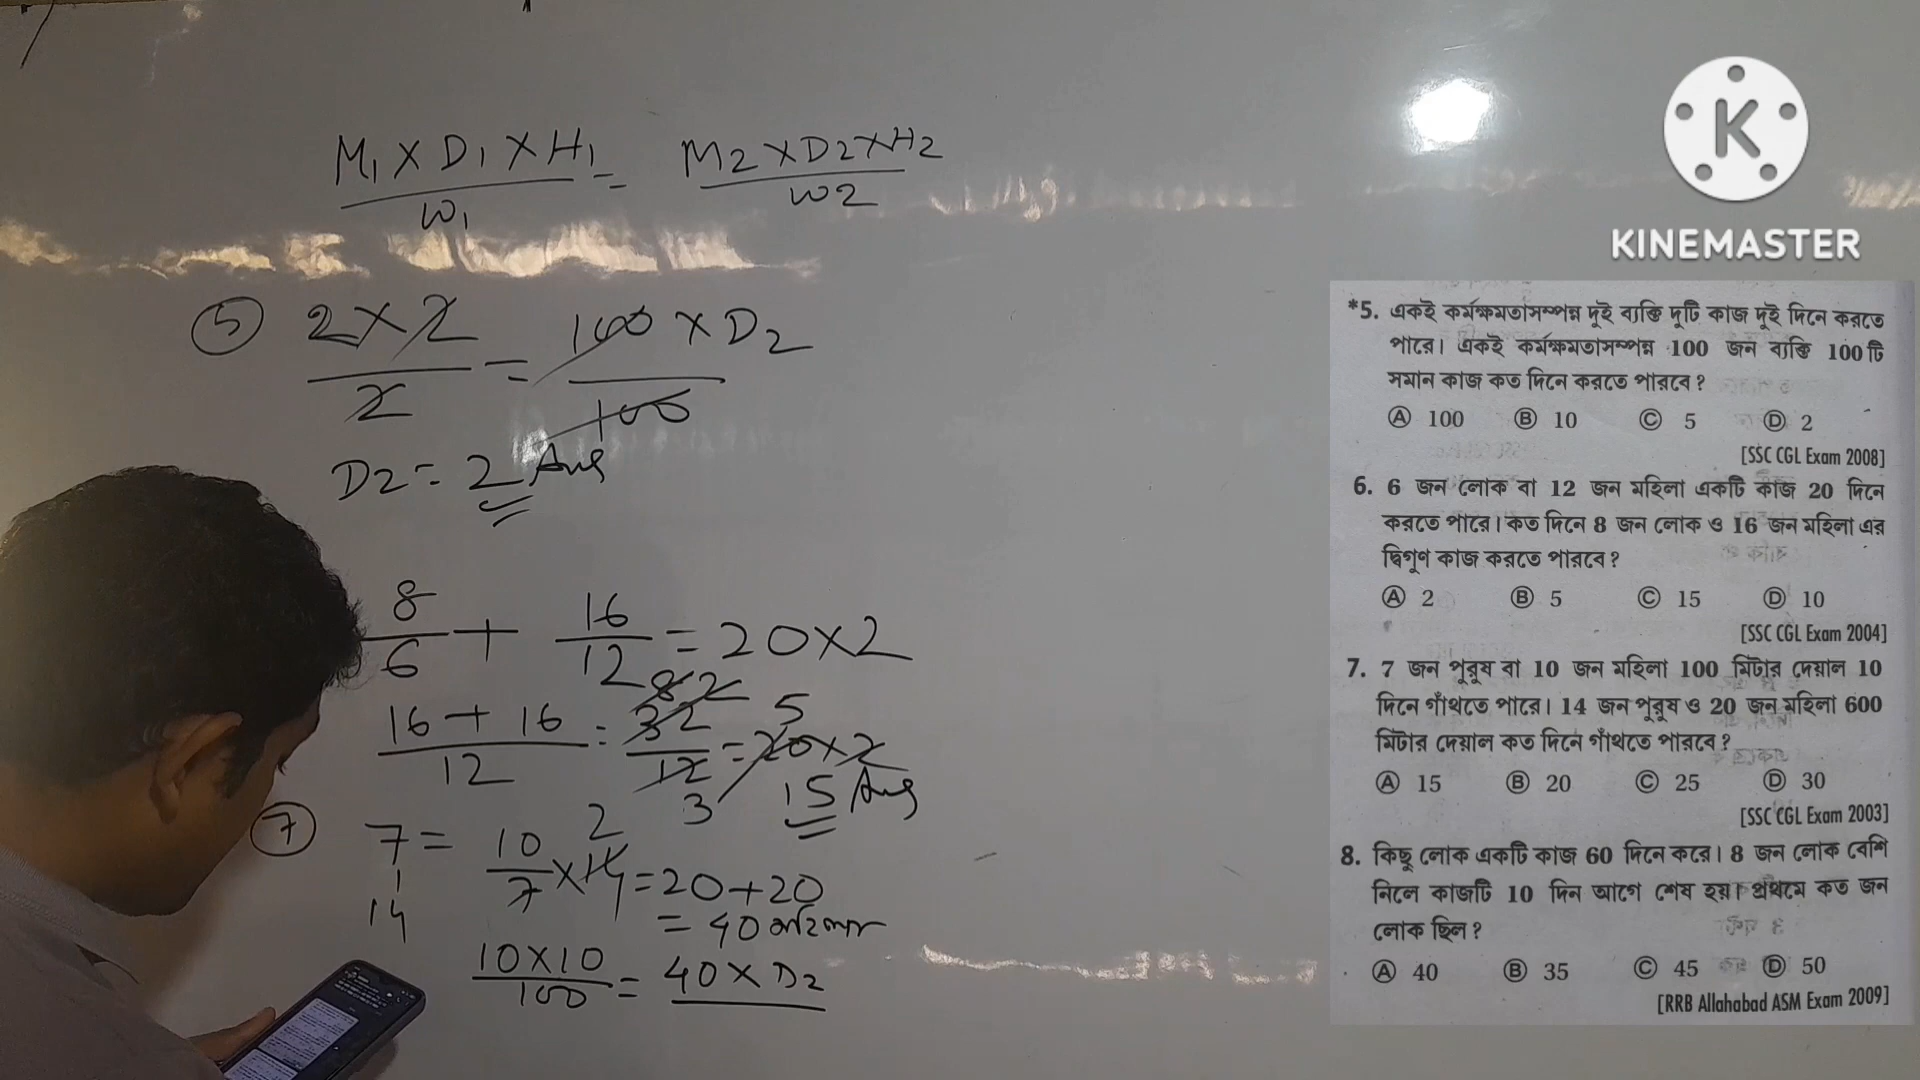 M1 × D1 × H1 = M2 × D2 × H2
W1 W2
⑤ 2 × 2 = 100 × D2
2 100
D2 = 2 Ans
8/6 + 16/12 = 20 × 2
16 + 16 / 12 = 32/12 = 20 × 2
8 2 5
3 15 Ans
⑦ 7 = 10/7 × 14 = 20 + 20
2
14 = 40 মহিলা
10 × 10 / 100 = 40 × D2
KINEMASTER
*5. একই কর্মক্ষমতাসম্পন্ন দুই ব্যক্তি দুটি কাজ দুই দিনে করতে
পারে। একই কর্মক্ষমতাসম্পন্ন 100 জন ব্যক্তি 100 টি
সমান কাজ কত দিনে করতে পারবে ?
Ⓐ 100 Ⓑ 10 Ⓒ 5 Ⓓ 2
[SSC CGL Exam 2008]
6. 6 জন লোক বা 12 জন মহিলা একটি কাজ 20 দিনে
করতে পারে। কত দিনে 8 জন লোক ও 16 জন মহিলা এর
দ্বিগুণ কাজ করতে পারবে ?
Ⓐ 2 Ⓑ 5 Ⓒ 15 Ⓓ 10
[SSC CGL Exam 2004]
7. 7 জন পুরুষ বা 10 জন মহিলা 100 মিটার দেয়াল 10
দিনে গাঁথতে পারে। 14 জন পুরুষ ও 20 জন মহিলা 600
মিটার দেয়াল কত দিনে গাঁথতে পারবে ?
Ⓐ 15 Ⓑ 20 Ⓒ 25 Ⓓ 30
[SSC CGL Exam 2003]
8. কিছু লোক একটি কাজ 60 দিনে করে। 8 জন লোক বেশি
নিলে কাজটি 10 দিন আগে শেষ হয়। প্রথমে কত জন
লোক ছিল ?
Ⓐ 40 Ⓑ 35 Ⓒ 45 Ⓓ 50
[RRB Allahabad ASM Exam 2009]